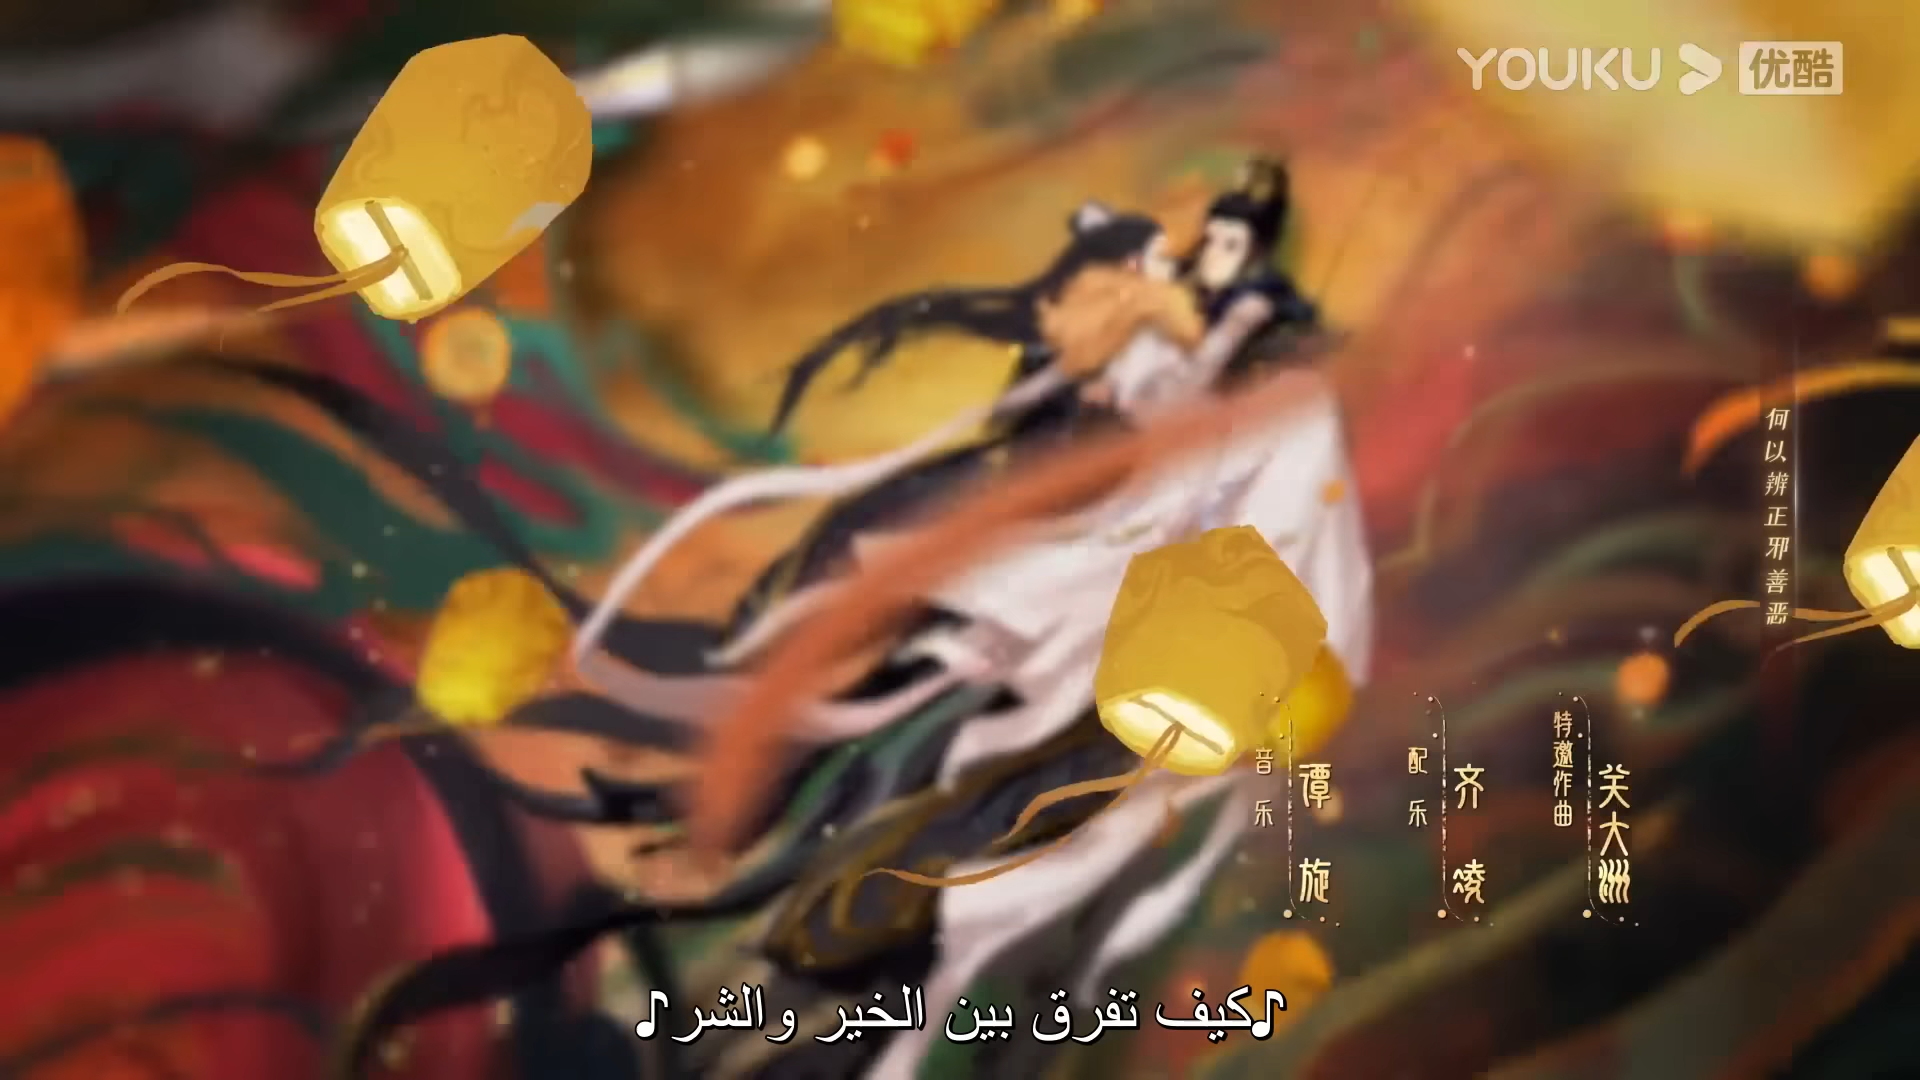 YOUKU 优酷
何以辨正邪善恶
特邀作曲
关大洲
配乐
齐凌
音乐
谭旋
♪كيف تفرق بين الخير والشر♪